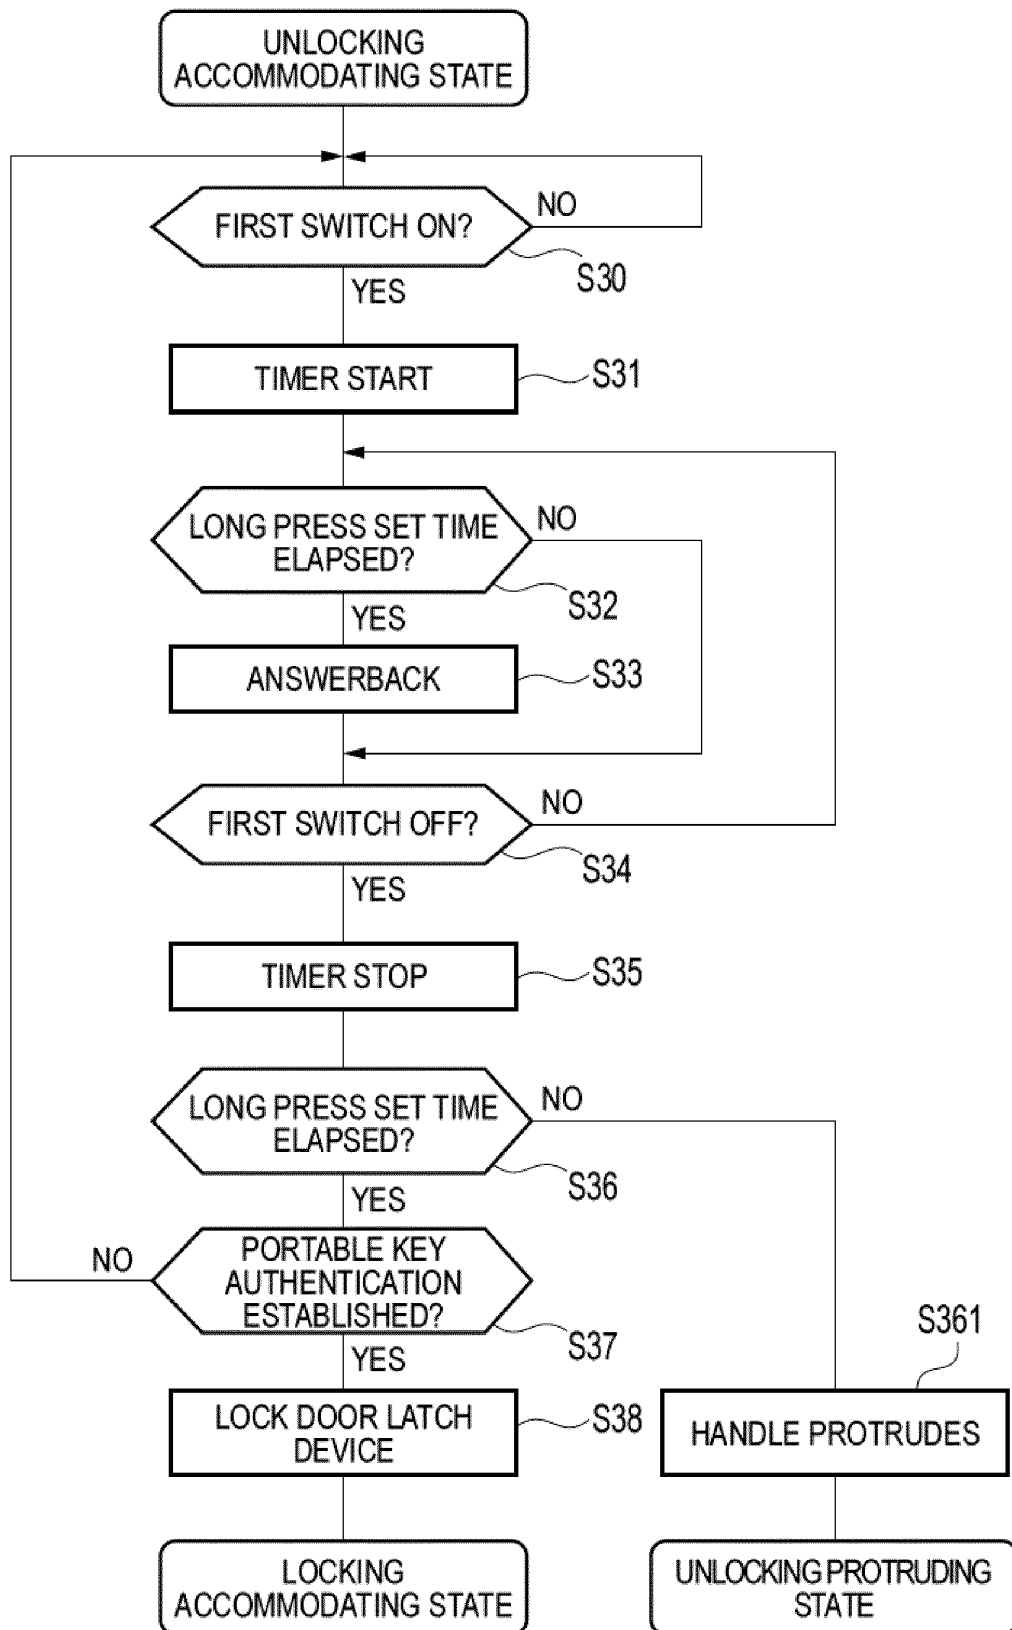 UNLOCKING
ACCOMMODATING STATE
FIRST SWITCH ON?
NO
S30
YES
TIMER START
S31
LONG PRESS SET TIME
ELAPSED?
NO
S32
YES
ANSWERBACK
S33
FIRST SWITCH OFF?
NO
S34
YES
TIMER STOP
S35
LONG PRESS SET TIME
ELAPSED?
NO
S36
YES
PORTABLE KEY
AUTHENTICATION
ESTABLISHED?
NO
S37
YES
LOCK DOOR LATCH
DEVICE
S38
S361
HANDLE PROTRUDES
LOCKING
ACCOMMODATING STATE
UNLOCKING PROTRUDING
STATE